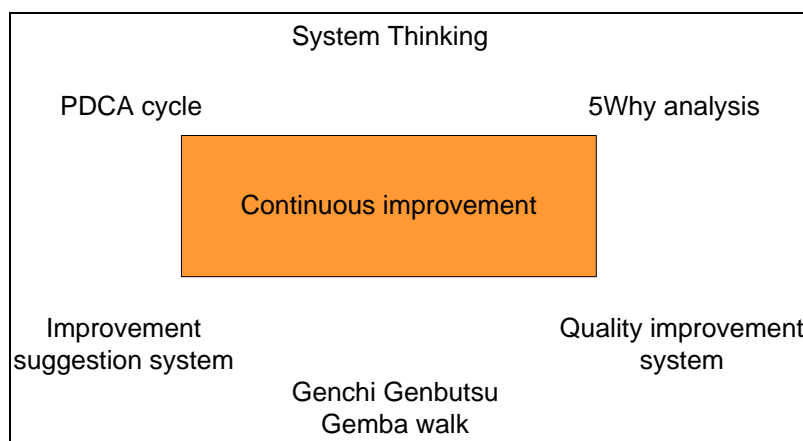 System Thinking
PDCA cycle
5Why analysis
Continuous improvement
Improvement
suggestion system
Quality improvement
system
Genchi Genbutsu
Gemba walk